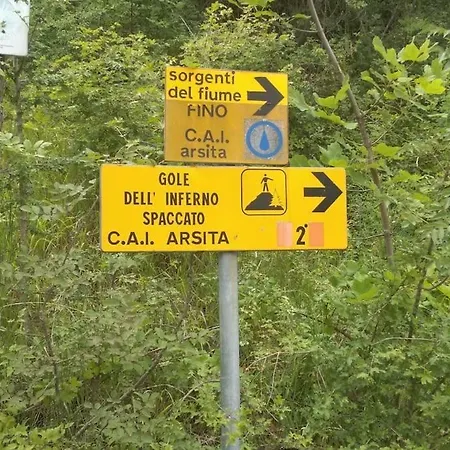 sorgenti
del fiume
FINO
C.A.I.
arsita
GOLE
DELL' INFERNO
SPACCATO
C.A.I. ARSITA
2